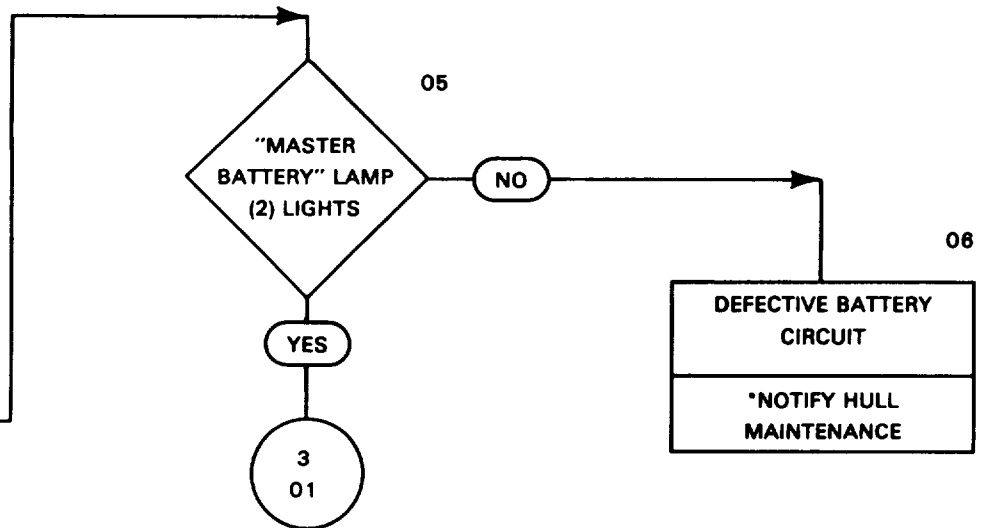 05
"MASTER
BATTERY" LAMP
(2) LIGHTS
NO
06
DEFECTIVE BATTERY
CIRCUIT
*NOTIFY HULL
MAINTENANCE
YES
3
01